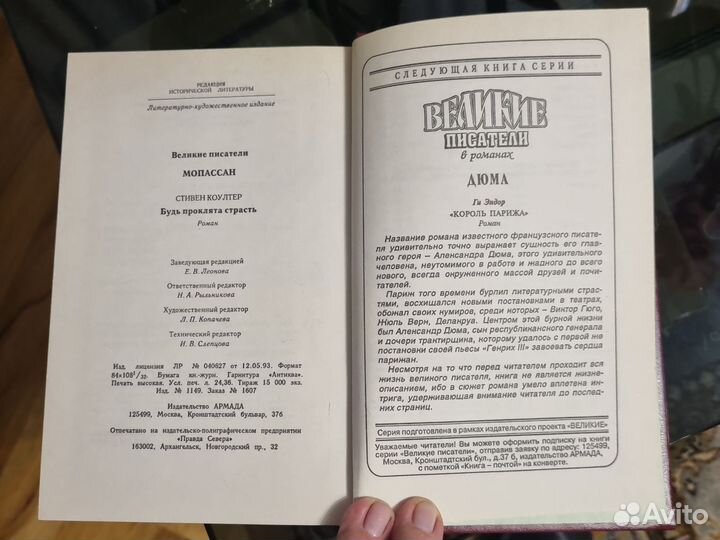 РЕДАКЦИЯ
ИСТОРИЧЕСКОЙ ЛИТЕРАТУРЫ
Литературно-художественное издание
Великие писатели
МОПАССАН
СТИВЕН КОУЛТЕР
Будь проклята страсть
Роман
Заведующая редакцией
Е. В. Леонова
Ответственный редактор
Н. А. Рыльникова
Художественный редактор
Л. П. Копачева
Технический редактор
И. В. Слепцова
Изд. лицензия ЛР № 040627 от 12.05.93. Формат
84×108¹/32. Бумага кн.-журн. Гарнитура «Антиква».
Печать высокая. Усл. печ. л. 24,36. Тираж 15 000 экз.
Изд. № 1149. Заказ № 1607
Издательство АРМАДА
125499, Москва, Кронштадтский бульвар, 37б
Отпечатано на издательско-полиграфическом предприятии
«Правда Севера»
163002, Архангельск, Новгородский пр., 32
СЛЕДУЮЩАЯ КНИГА СЕРИИ
ВЕЛИКИЕ
ПИСАТЕЛИ
в романах
ДЮМА
Ги Эндор
«КОРОЛЬ ПАРИЖА»
Роман
Название романа известного французского писате-
ля удивительно точно выражает сущность его глав-
ного героя – Александра Дюма, этого удивительного
человека, неутомимого в работе и жадного до всего
нового, всегда окруженного массой друзей и почи-
тателей.
Париж того времени бурлил литературными страс-
тями, восхищался новыми постановками в театрах,
обожал своих кумиров, среди которых – Виктор Гюго,
Жюль Верн, Делакруа. Центром этой бурной жизни
был Александр Дюма, сын республиканского генерала
и дочери трактирщика, которому удалось с первой же
постановки своей пьесы «Генрих III» завоевать сердца
парижан.
Несмотря на то что перед читателем проходит вся
жизнь великого писателя, книга не является жизне-
описанием, ибо в сюжет романа умело вплетена ин-
трига, удерживающая внимание читателя до послед-
них страниц.
Серия подготовлена в рамках издательского проекта «ВЕЛИКИЕ»
Уважаемые читатели! Вы можете оформить подписку на книги
серии «Великие писатели», отправив заявку по адресу: 125499,
Москва, Кронштадтский бул., д.37 б, издательство АРМАДА,
с пометкой «Книга – почтой» на конверте.
Avito